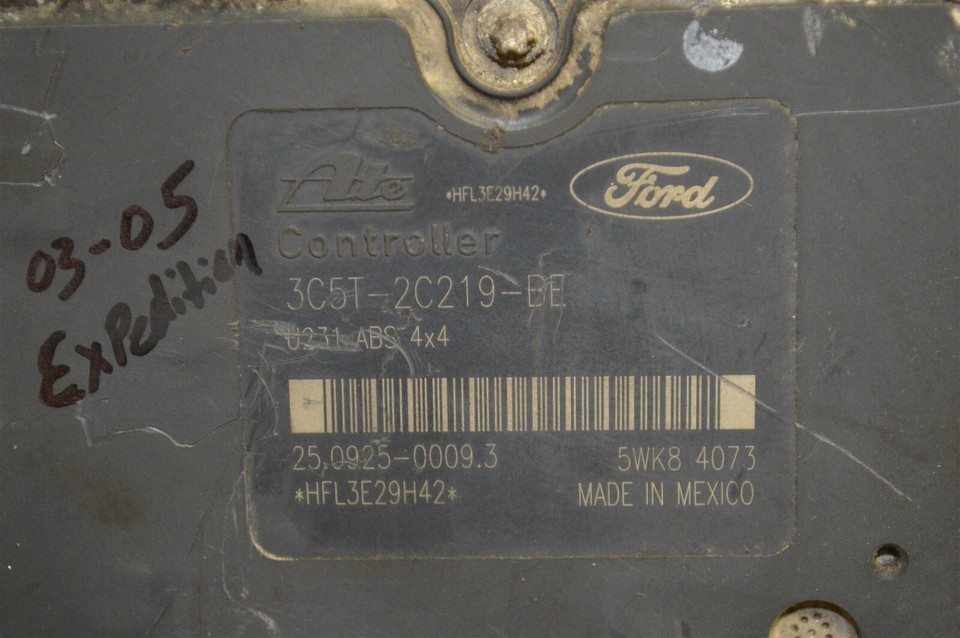 Ate
*HFL3E29H42*
Ford
Controller
3C5T-2C219-BE
U231 ABS 4x4
25.0925-0009.3
5WK8 4073
*HFL3E29H42*
MADE IN MEXICO
03-05
Expedition